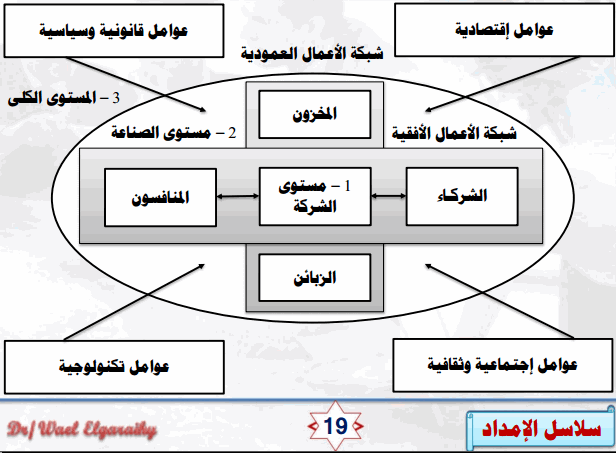 عوامل إقتصادية
عوامل قانونية وسياسية
شبكة الأعمال العمودية
3 – المستوى الكلى
المخزون
شبكة الأعمال الأفقية
2 – مستوى الصناعة
الشركاء
1 – مستوى
الشركة
المنافسون
الزبائن
عوامل إجتماعية وثقافية
عوامل تكنولوجية
سلاسل الإمداد
19
Dr/ Wael Elgaraihy